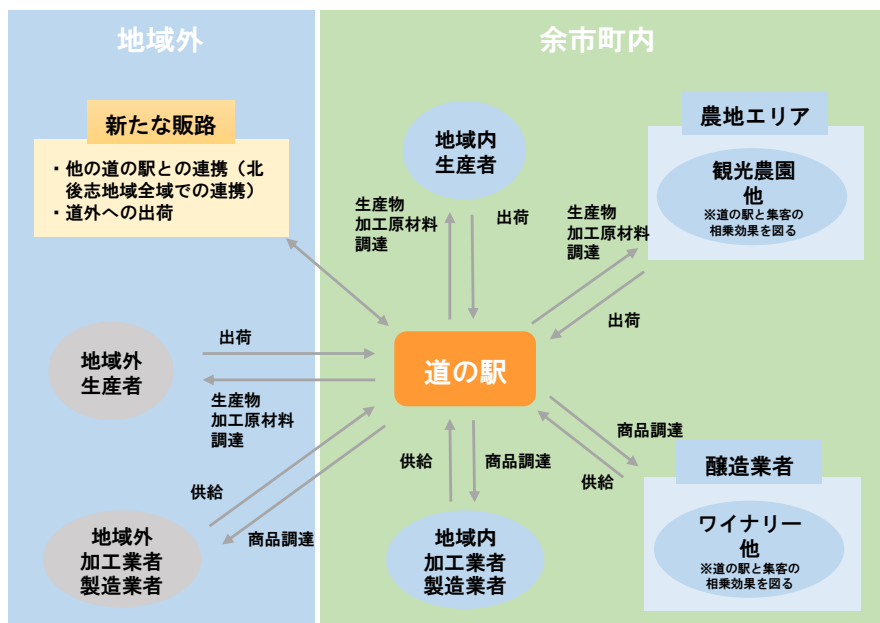 地域外
余市町内
新たな販路
・他の道の駅との連携（北
後志地域全域での連携）
・道外への出荷
地域内
生産者
農地エリア
観光農園
他
※道の駅と集客の
相乗効果を図る
生産物
加工原材料
調達
出荷
生産物
加工原材料
調達
出荷
地域外
生産者
出荷
生産物
加工原材料
調達
道の駅
供給
商品調達
供給
商品調達
商品調達
供給
地域外
加工業者
製造業者
地域内
加工業者
製造業者
醸造業者
ワイナリー
他
※道の駅と集客の
相乗効果を図る